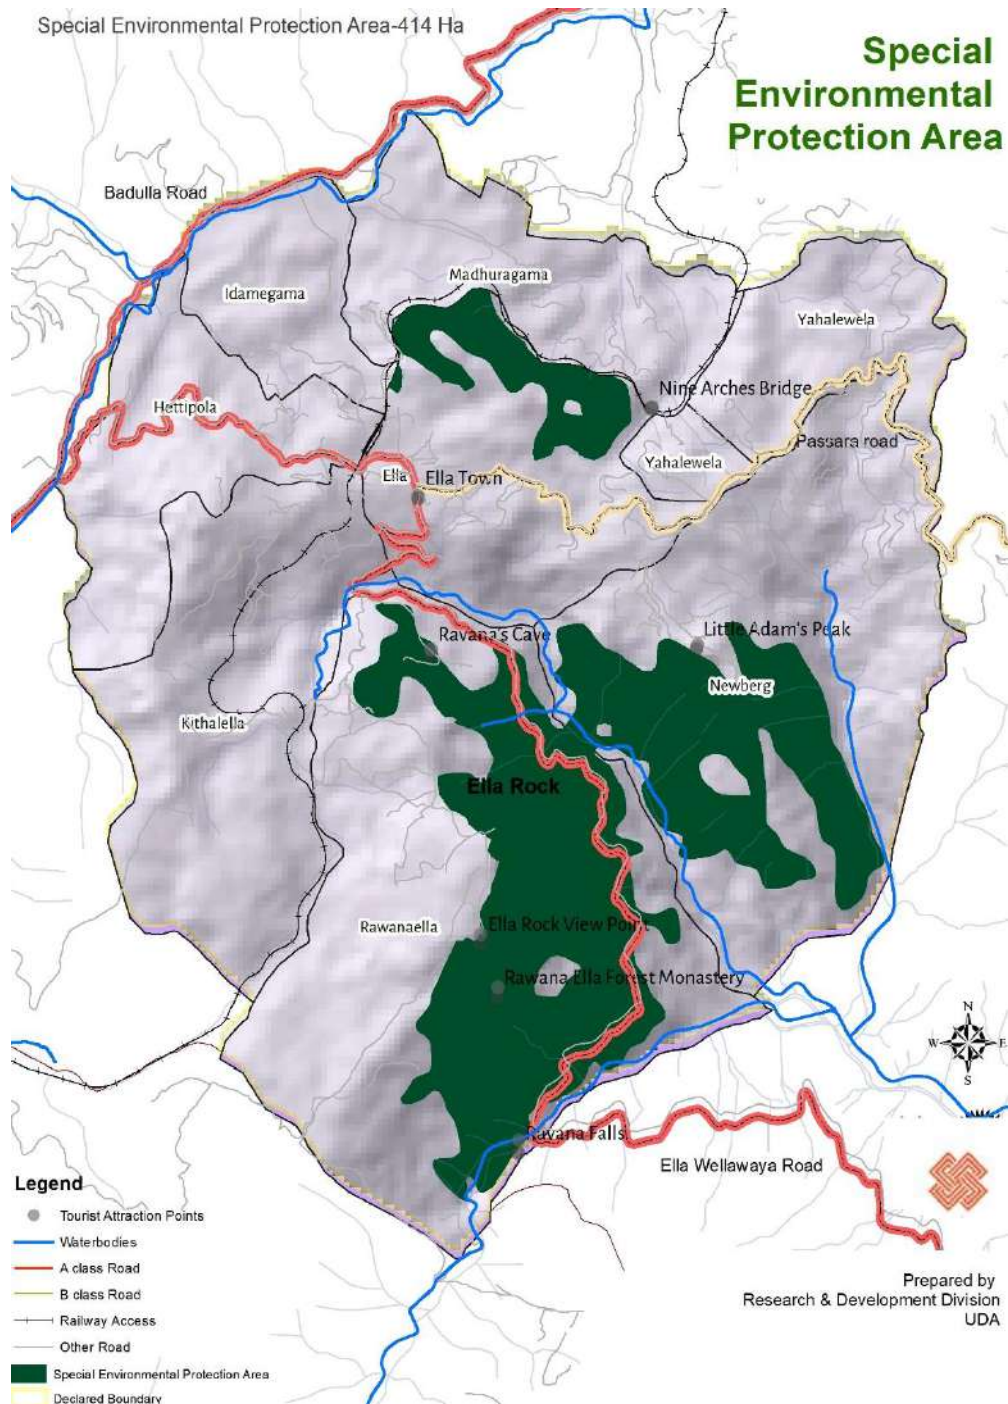 Special Environmental Protection Area-414 Ha
Special
Environmental
Protection Area
Badulla Road
Madhuragama
Idamegama
Yahalewela
Nine Arches Bridge
Hettipola
Passara road
Yahalewela
Ella
Ella Town
Little Adam's Peak
Ravana's Cave
Newberg
Kithalella
Ella Rock
Ella Rock View Point
Rawanaella
Rawana Ella Forest Monastery
N
W
E
S
Ravana Falls
Ella Wellawaya Road
Legend
Tourist Attraction Points
Waterbodies
A class Road
B class Road
Railway Access
Other Road
Special Environmental Protection Area
Declared Boundary
Prepared by
Research & Development Division
UDA